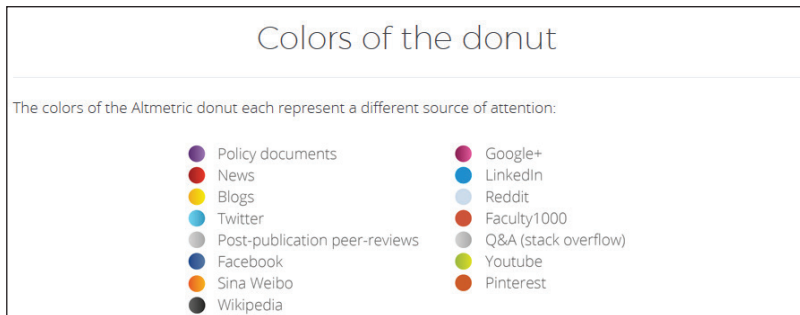 Colors of the donut
The colors of the Altmetric donut each represent a different source of attention:
Policy documents
News
Blogs
Twitter
Post-publication peer-reviews
Facebook
Sina Weibo
Wikipedia
Google+
LinkedIn
Reddit
Faculty1000
Q&A (stack overflow)
Youtube
Pinterest